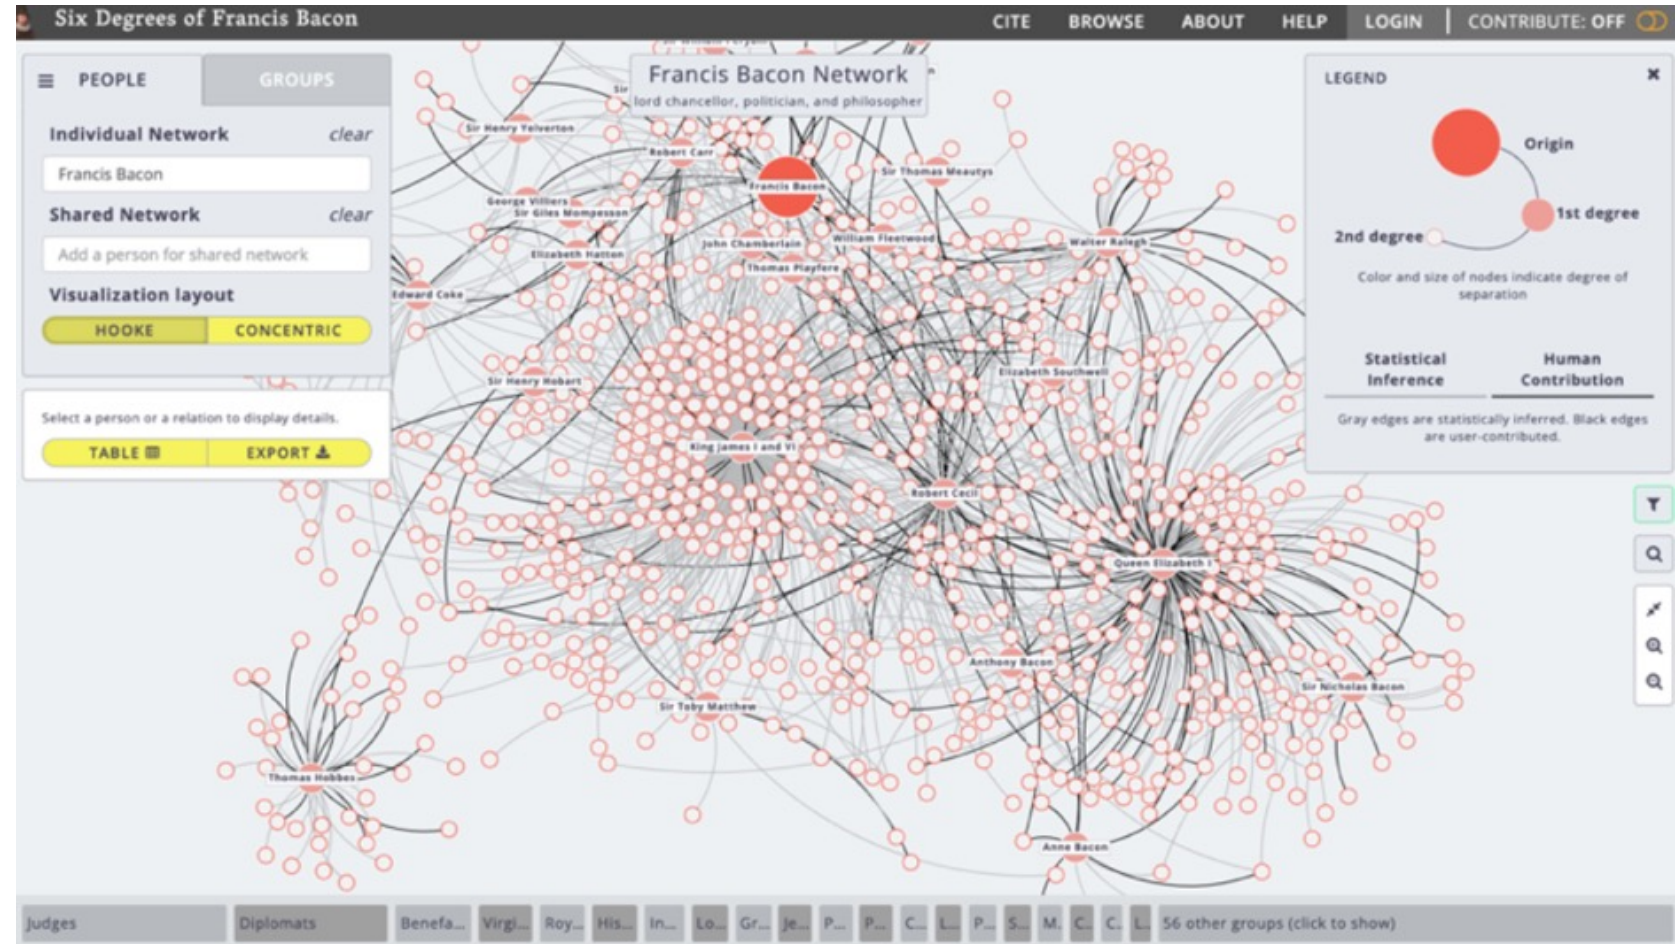 Six Degrees of Francis Bacon
CITE BROWSE ABOUT HELP LOGIN CONTRIBUTE: OFF
PEOPLE GROUPS
Individual Network clear
Francis Bacon
Shared Network clear
Add a person for shared network
Visualization layout
HOOKE CONCENTRIC
Select a person or a relation to display details.
TABLE EXPORT
Francis Bacon Network
lord chancellor, politician, and philosopher
Sir
Sir Henry Yelverton
Robert Carr
Sir Thomas Meautys
Francis Bacon
George Villiers
Sir Giles Mompesson
John Chamberlain
William Fleetwood
Walter Ralegh
Elizabeth Hatton
Thomas Playfere
Edward Coke
Elizabeth Southwell
Sir Henry Hobart
King James I and VI
Robert Cecil
Queen Elizabeth I
Anthony Bacon
Sir Nicholas Bacon
Sir Toby Matthew
Thomas Hobbes
Anne Bacon
LEGEND
Origin
1st degree
2nd degree
Color and size of nodes indicate degree of
separation
Statistical Human
Inference Contribution
Gray edges are statistically inferred. Black edges
are user-contributed.
Judges Diplomats Benefa... Virgi... Roy... His... In... Lo... Gr... Je... P... P... C... L... P... S... M. C.. C. L.. 56 other groups (click to show)